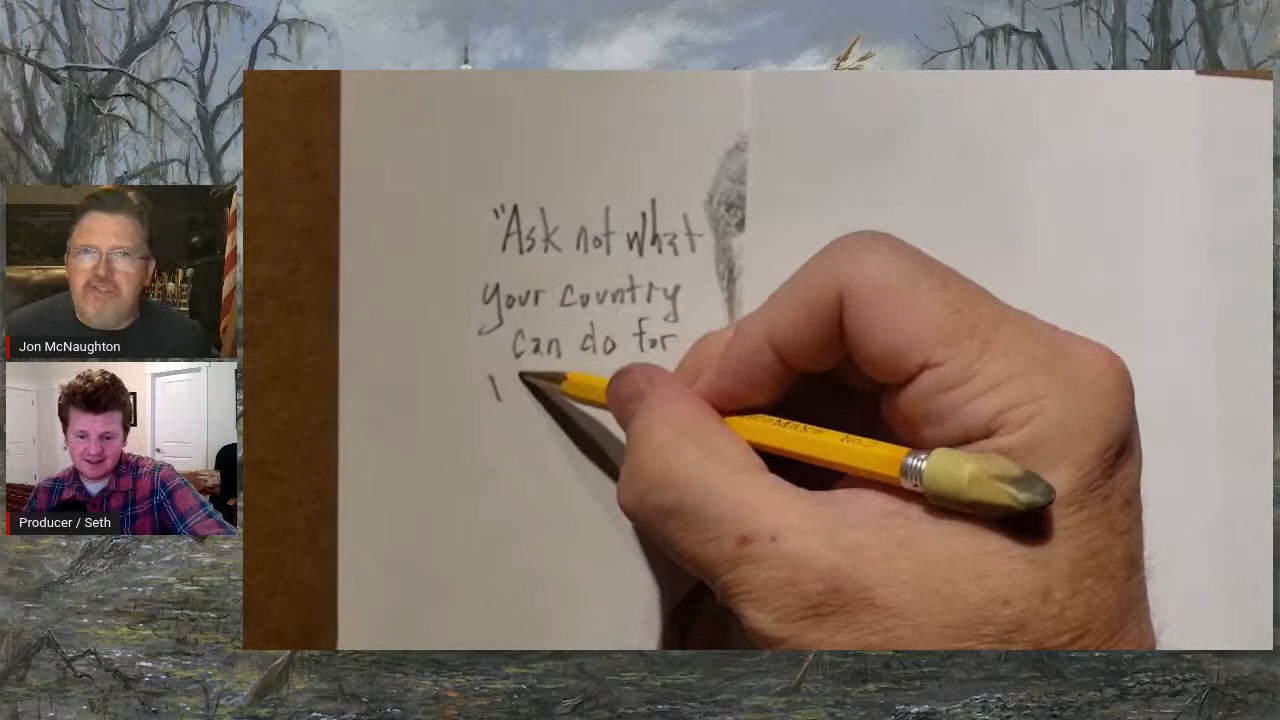 "Ask not what
your country
can do for
Jon McNaughton
Producer / Seth